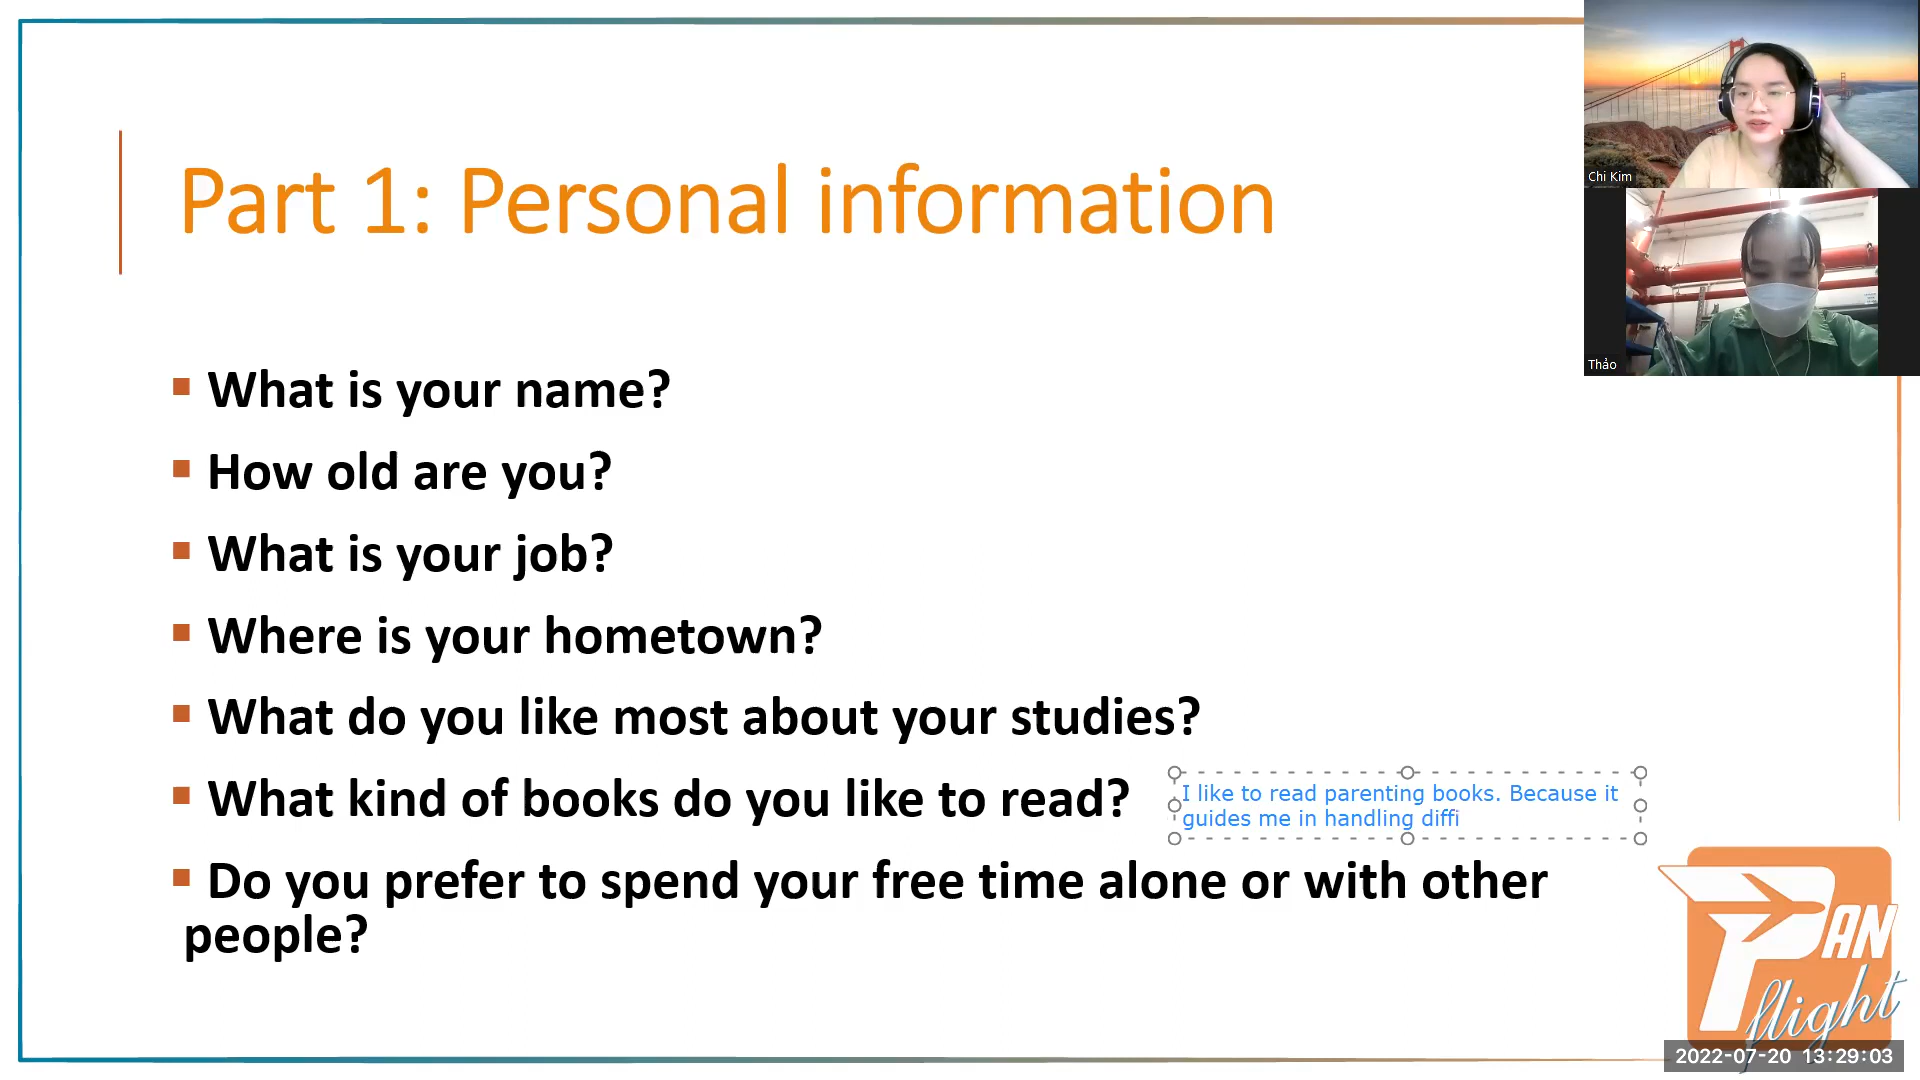 Part 1: Personal information
What is your name?
How old are you?
What is your job?
Where is your hometown?
What do you like most about your studies?
What kind of books do you like to read?
I like to read parenting books. Because it
guides me in handling diffi
Do you prefer to spend your free time alone or with other
people?
Chi Kim
Thảo
PAN
flight
2022-07-20 13:29:03